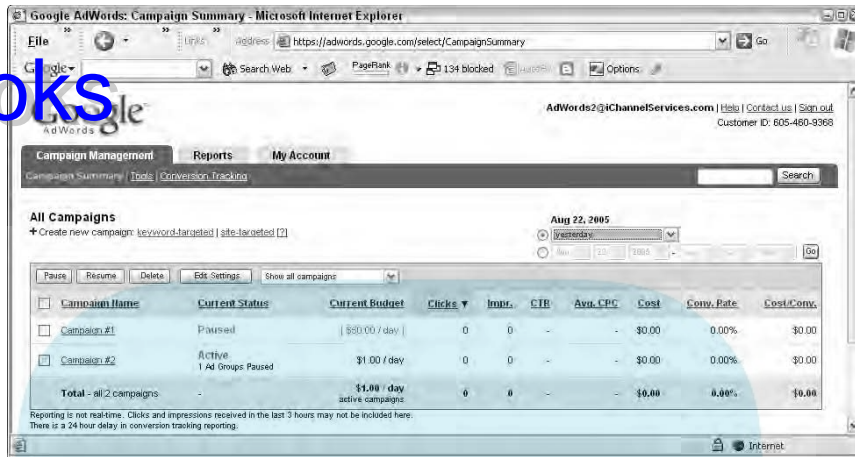 Google AdWords: Campaign Summary - Microsoft Internet Explorer
File » » Links » Address https://adwords.google.com/select/CampaignSummary Go
Google Search Web PageRank 134 blocked Options
oks
Google
AdWords
AdWords2@iChannelServices.com | Help | Contact us | Sign out
Customer ID: 605-460-9368
Campaign Management Reports My Account
Campaign Summary | Tools | Conversion Tracking Search
All Campaigns
+ Create new campaign: keyword-targeted | site-targeted [?]
Aug 22, 2005
yesterday
2005 - Go
Pause Resume Delete Edit Settings Show all campaigns
Campaign Name Current Status Current Budget Clicks ▼ Impr. CTR Avg. CPC Cost Conv. Rate Cost/Conv.
Campaign #1 Paused [ $50.00 / day ] 0 0 - - $0.00 0.00% $0.00
Campaign #2 Active $1.00 / day 0 0 - - $0.00 0.00% $0.00
1 Ad Groups Paused
Total - all 2 campaigns - $1.00 / day 0 0 - - $0.00 0.00% $0.00
active campaigns
Reporting is not real-time. Clicks and impressions received in the last 3 hours may not be included here.
There is a 24 hour delay in conversion tracking reporting.
Internet